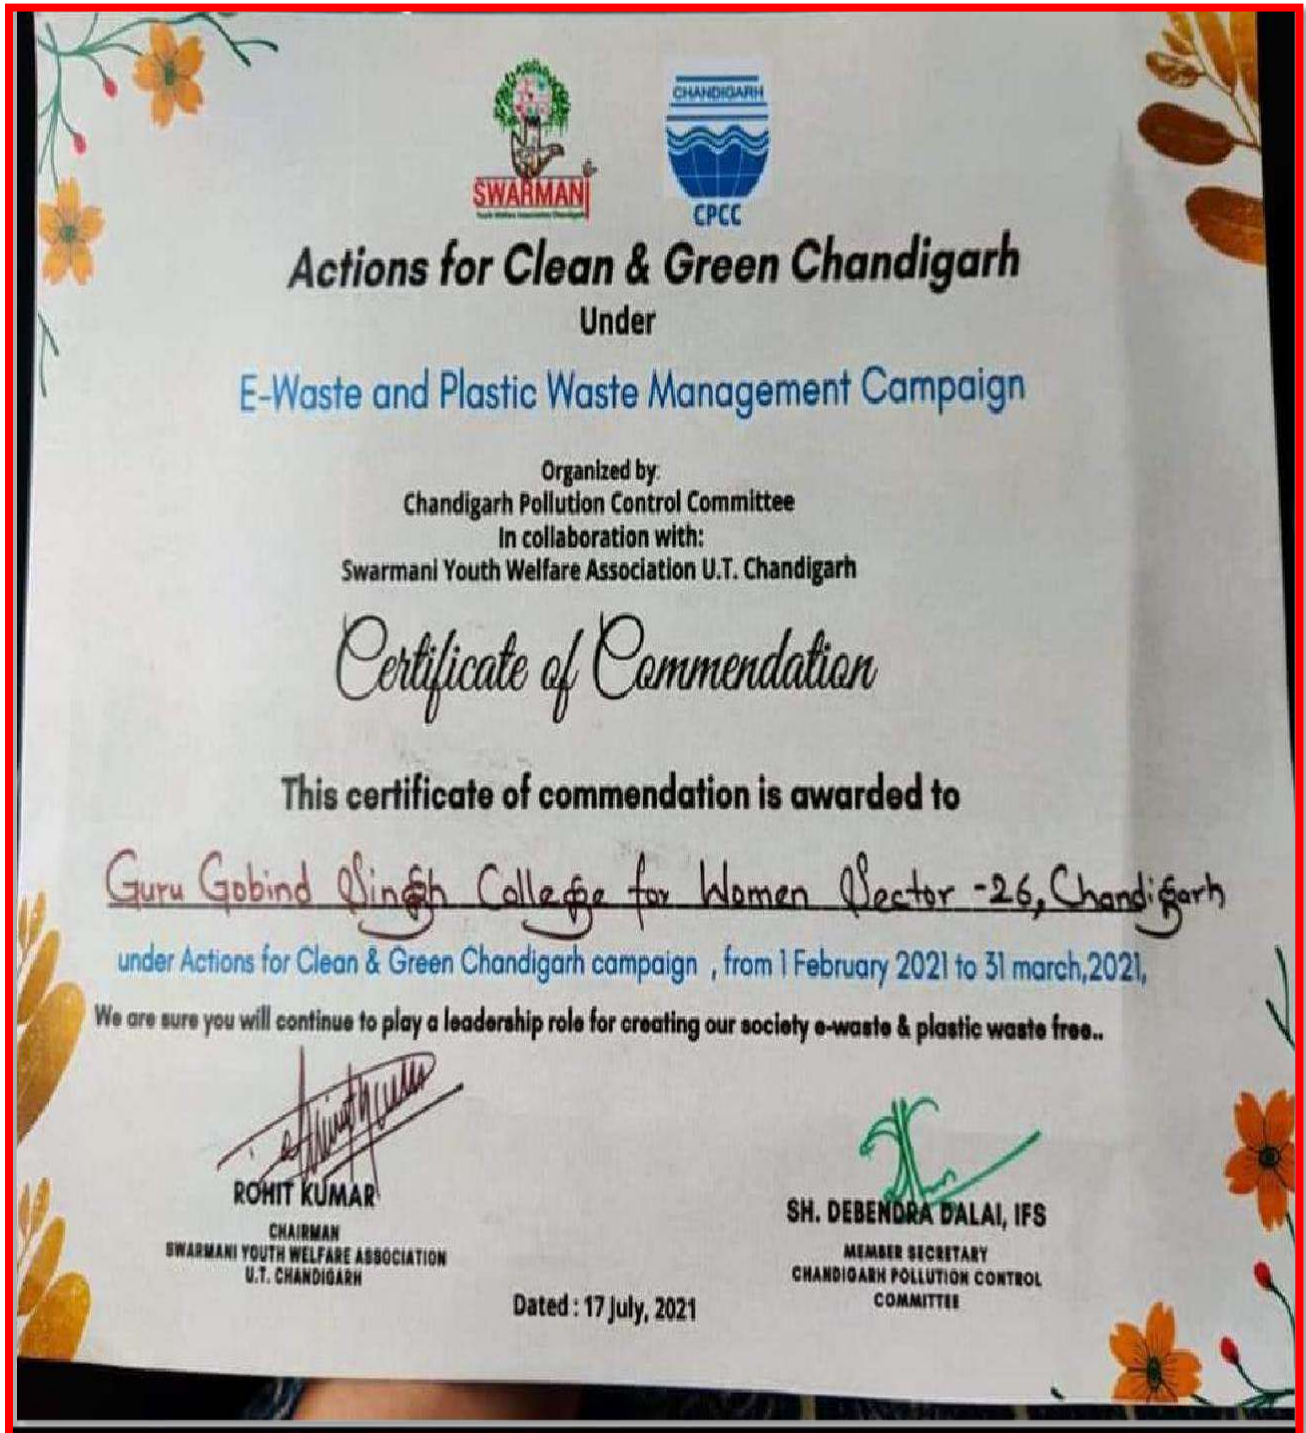 SWARMANI
Youth Welfare Association Chandigarh
CHANDIGARH
CPCC
Actions for Clean & Green Chandigarh
Under
E-Waste and Plastic Waste Management Campaign
Organized by:
Chandigarh Pollution Control Committee
In collaboration with:
Swarmani Youth Welfare Association U.T. Chandigarh
Certificate of Commendation
This certificate of commendation is awarded to
Guru Gobind Singh College for Women Sector -26, Chandigarh
under Actions for Clean & Green Chandigarh campaign , from 1 February 2021 to 31 march,2021,
We are sure you will continue to play a leadership role for creating our society e-waste & plastic waste free..
ROHIT KUMAR
CHAIRMAN
SWARMANI YOUTH WELFARE ASSOCIATION
U.T. CHANDIGARH
SH. DEBENDRA DALAI, IFS
MEMBER SECRETARY
CHANDIGARH POLLUTION CONTROL
COMMITTEE
Dated : 17 July, 2021